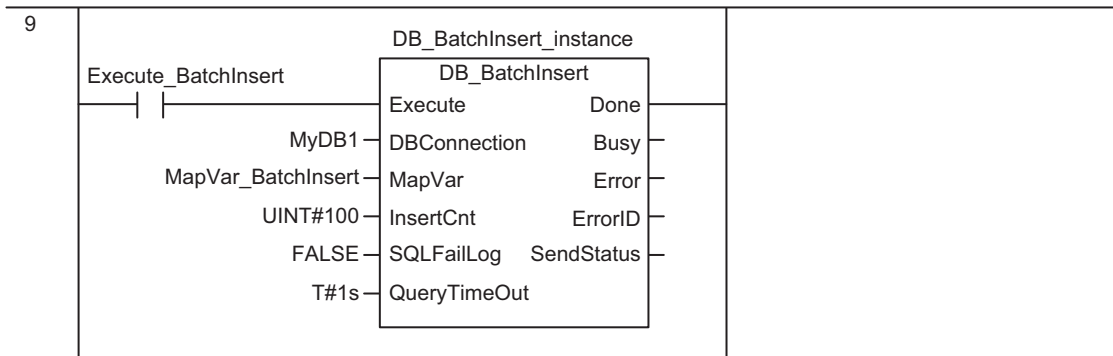 9
DB_BatchInsert_instance
Execute_BatchInsert
DB_BatchInsert
Execute Done
MyDB1 DBConnection Busy
MapVar_BatchInsert MapVar Error
UINT#100 InsertCnt ErrorID
FALSE SQLFailLog SendStatus
T#1s QueryTimeOut